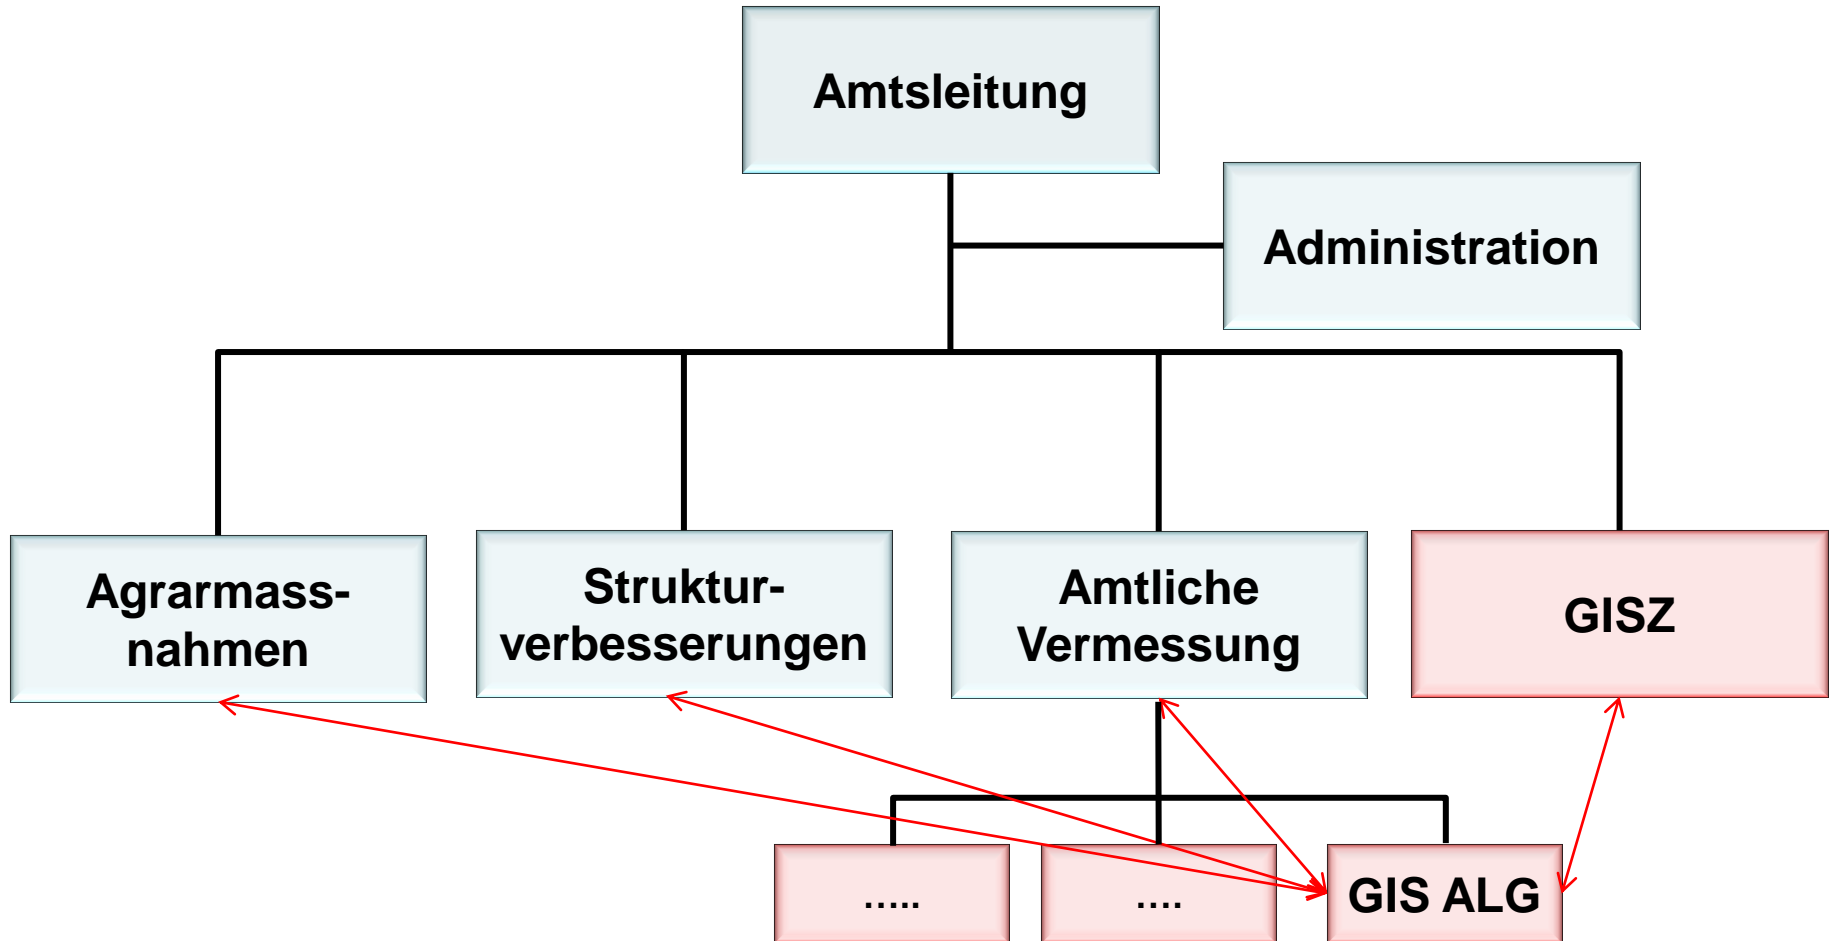 Amtsleitung
Administration
Agrarmass-
nahmen
Struktur-
verbesserungen
Amtliche
Vermessung
GISZ
…..
….
GIS ALG